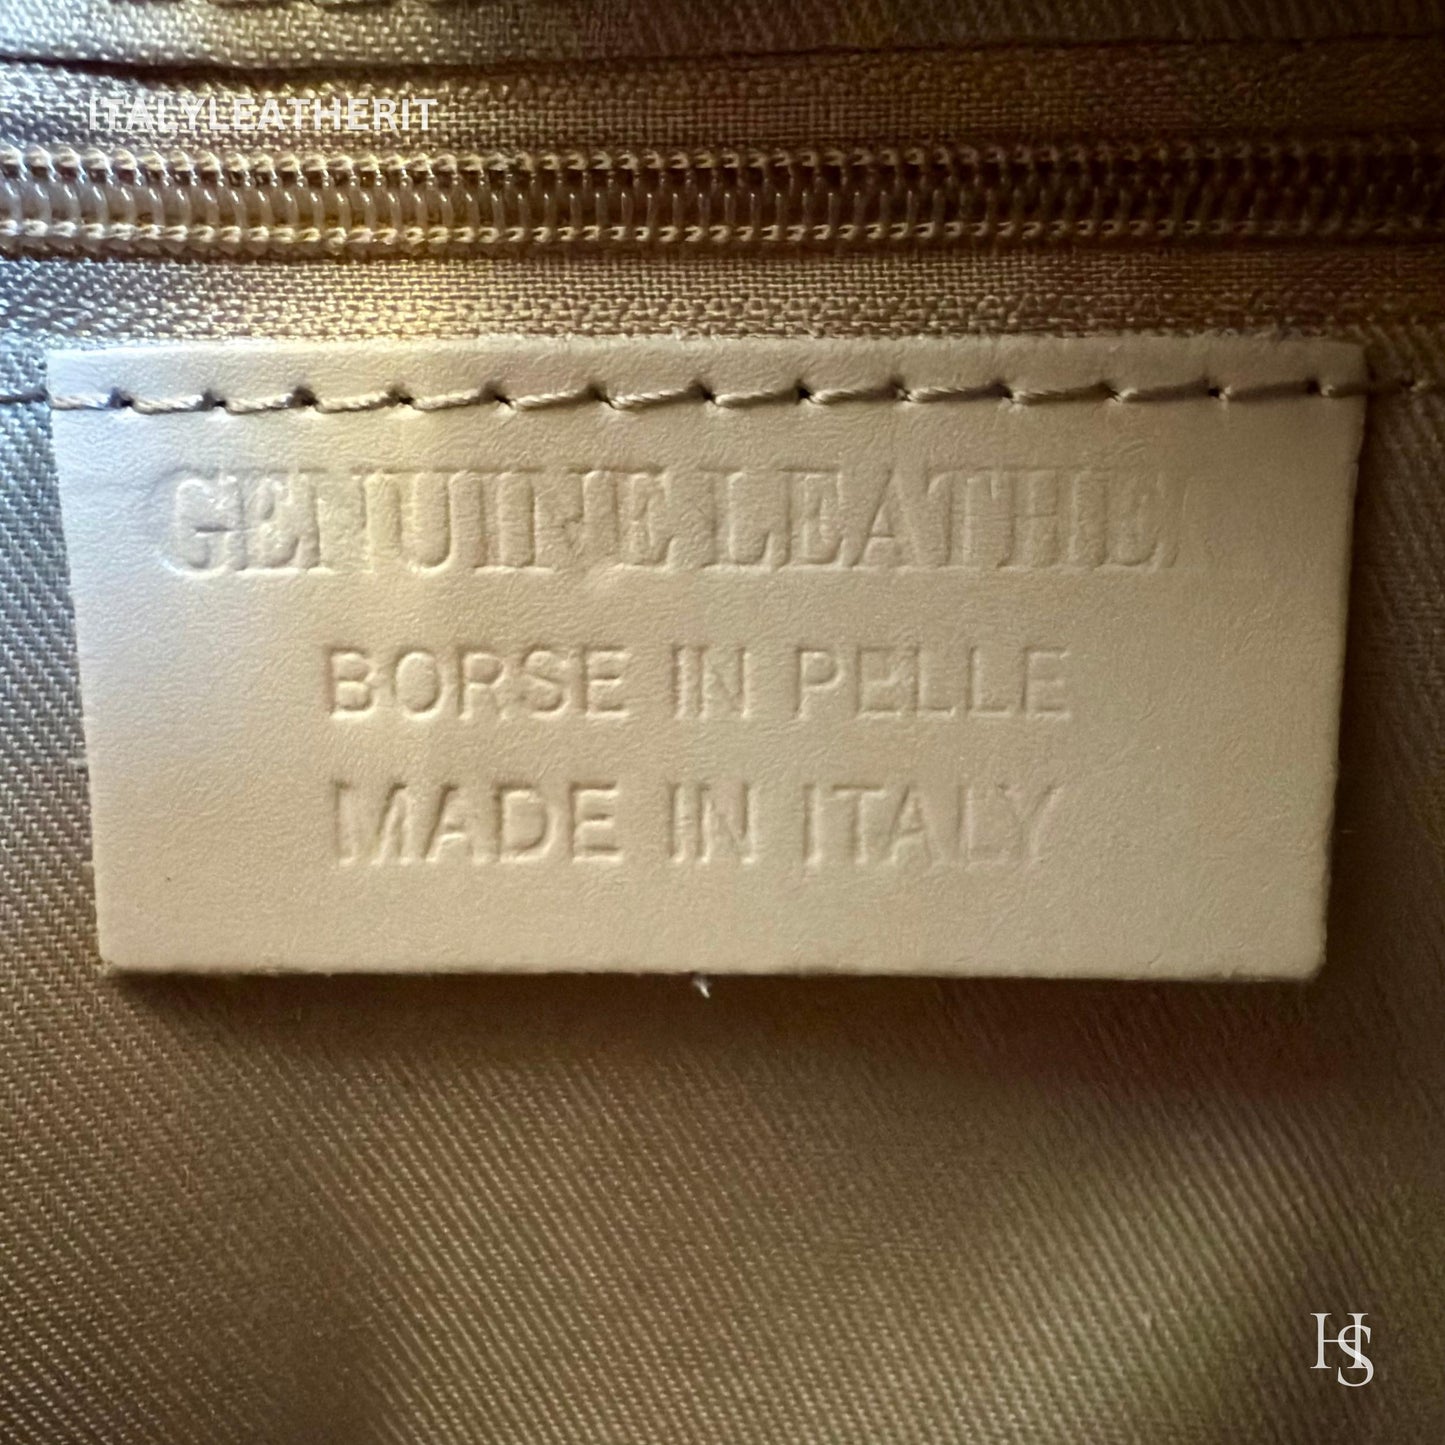 ITALYLEATHERIT
GENUINE LEATHER
BORSE IN PELLE
MADE IN ITALY
HS